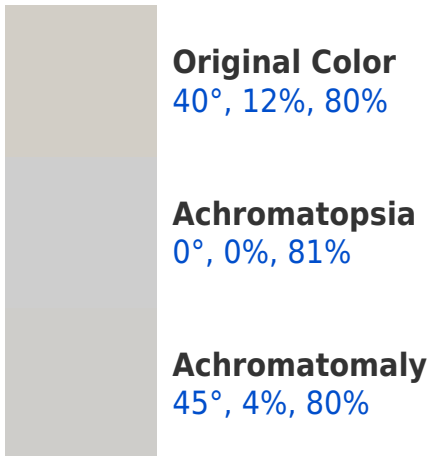 Original Color
40°, 12%, 80%
Achromatopsia
0°, 0%, 81%
Achromatomaly
45°, 4%, 80%